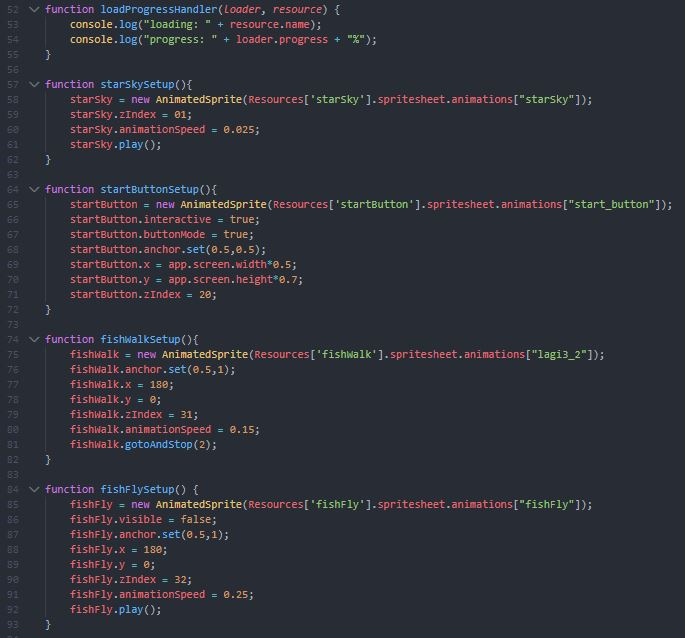 52 function loadProgressHandler(loader, resource) {
53     console.log("loading: " + resource.name);
54     console.log("progress: " + loader.progress + "%");
55 }
56
57 function starSkySetup(){
58     starSky = new AnimatedSprite(Resources['starSky'].spritesheet.animations["starSky"]);
59     starSky.zIndex = 01;
60     starSky.animationSpeed = 0.025;
61     starSky.play();
62 }
63
64 function startButtonSetup(){
65     startButton = new AnimatedSprite(Resources['startButton'].spritesheet.animations["start_button"]);
66     startButton.interactive = true;
67     startButton.buttonMode = true;
68     startButton.anchor.set(0.5,0.5);
69     startButton.x = app.screen.width*0.5;
70     startButton.y = app.screen.height*0.7;
71     startButton.zIndex = 20;
72 }
73
74 function fishWalkSetup(){
75     fishWalk = new AnimatedSprite(Resources['fishWalk'].spritesheet.animations["lagi3_2"]);
76     fishWalk.anchor.set(0.5,1);
77     fishWalk.x = 180;
78     fishWalk.y = 0;
79     fishWalk.zIndex = 31;
80     fishWalk.animationSpeed = 0.15;
81     fishWalk.gotoAndStop(2);
82 }
83
84 function fishFlySetup() {
85     fishFly = new AnimatedSprite(Resources['fishFly'].spritesheet.animations["fishFly"]);
86     fishFly.visible = false;
87     fishFly.anchor.set(0.5,1);
88     fishFly.x = 180;
89     fishFly.y = 0;
90     fishFly.zIndex = 32;
91     fishFly.animationSpeed = 0.25;
92     fishFly.play();
93 }